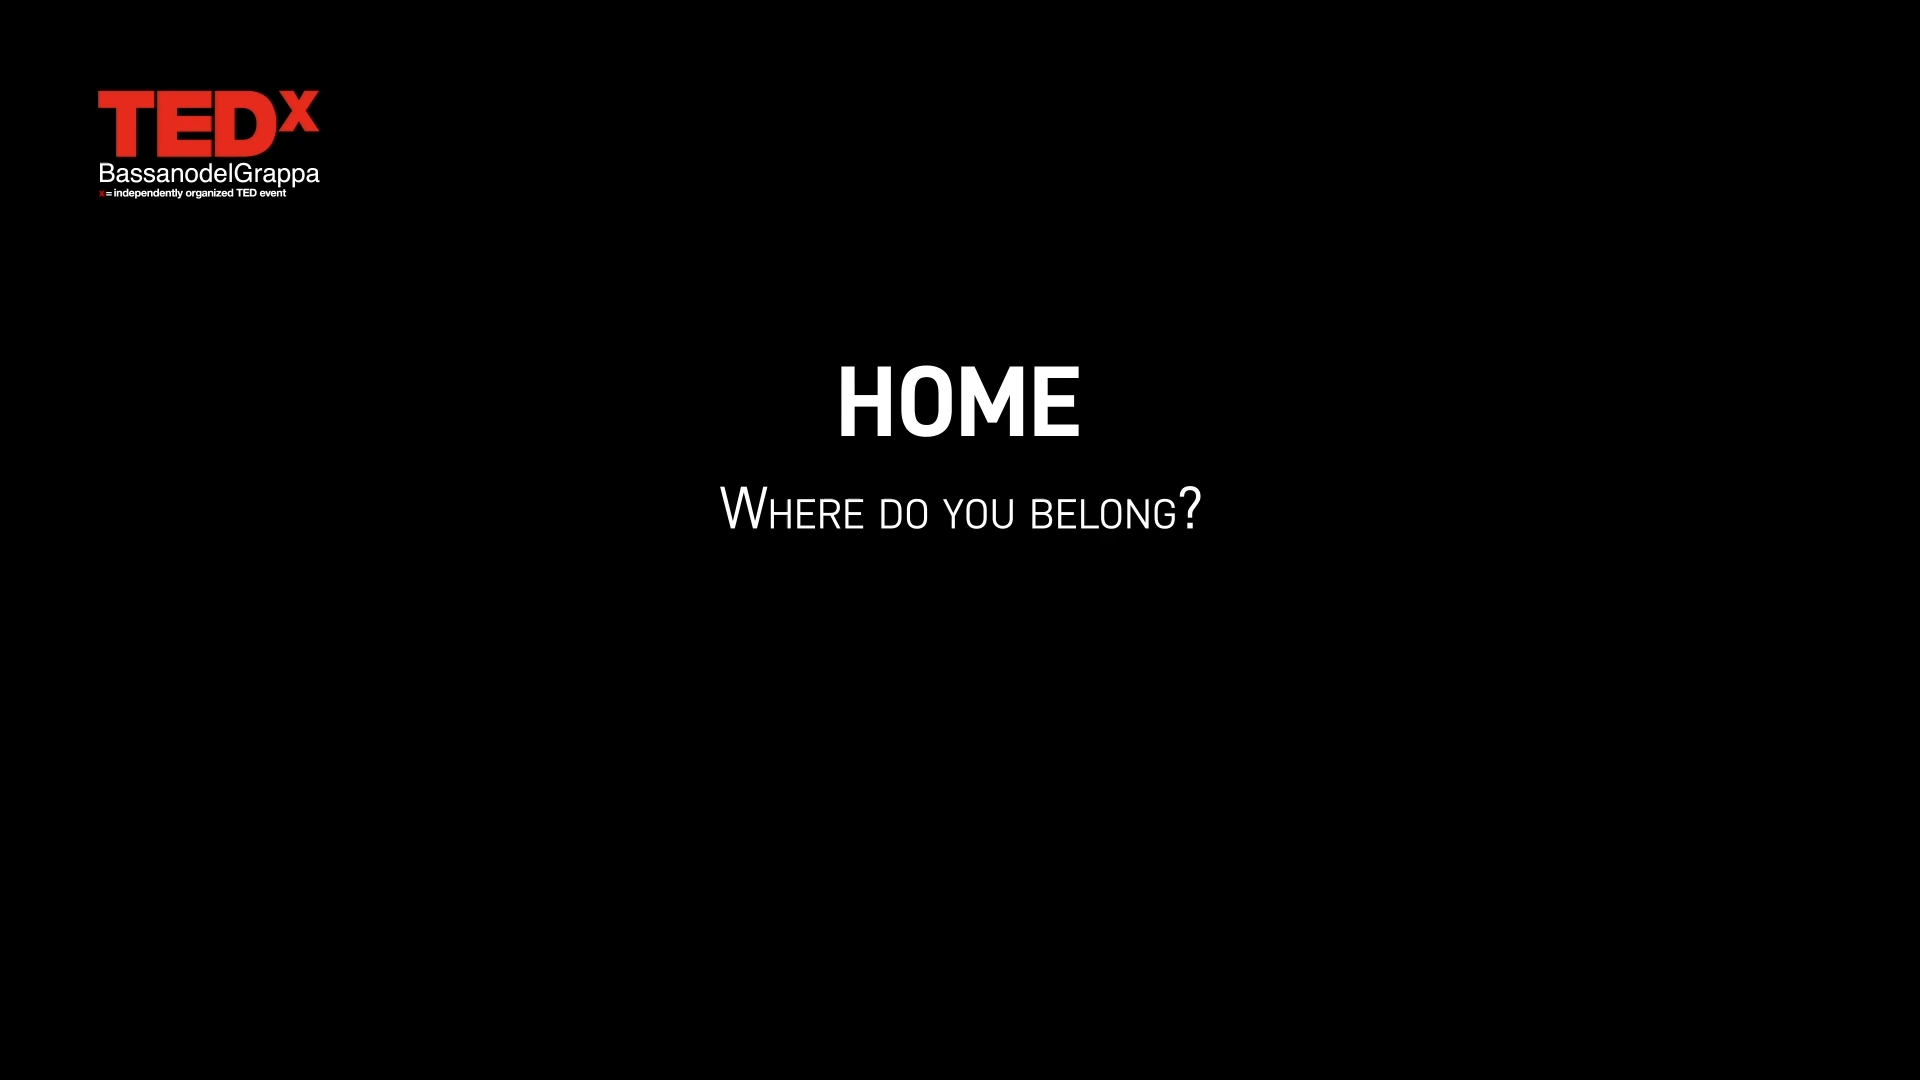 TEDx
BassanodelGrappa
x = independently organized TED event
HOME
Where do you belong?